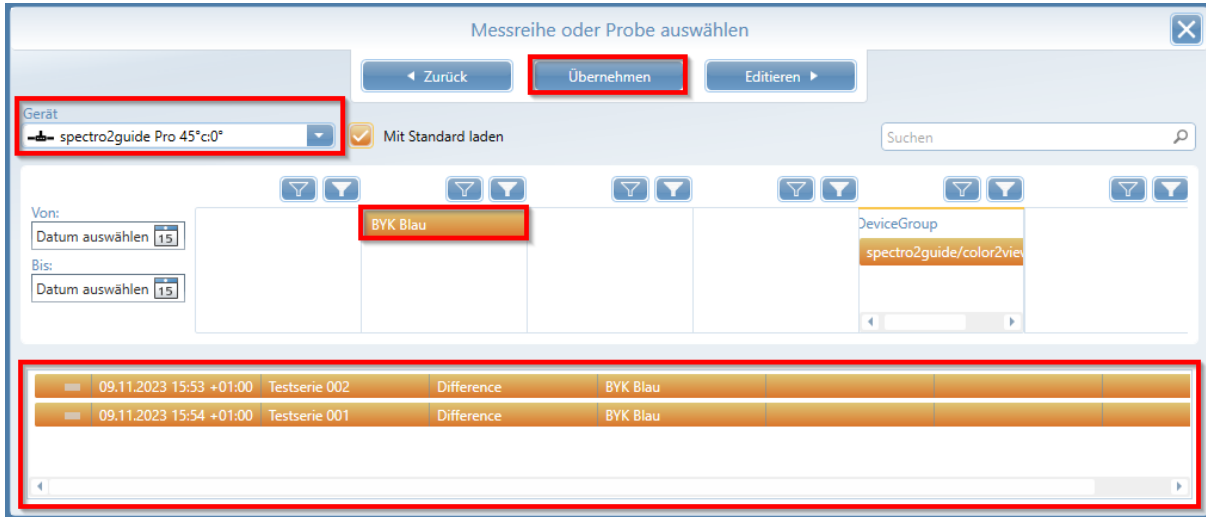 Messreihe oder Probe auswählen
Zurück Übernehmen Editieren
Gerät
spectro2guide Pro 45°c:0° Mit Standard laden Suchen
Von:
Datum auswählen 15
Bis:
Datum auswählen 15
BYK Blau
DeviceGroup
spectro2guide/color2view
09.11.2023 15:53 +01:00 Testserie 002 Difference BYK Blau
09.11.2023 15:54 +01:00 Testserie 001 Difference BYK Blau